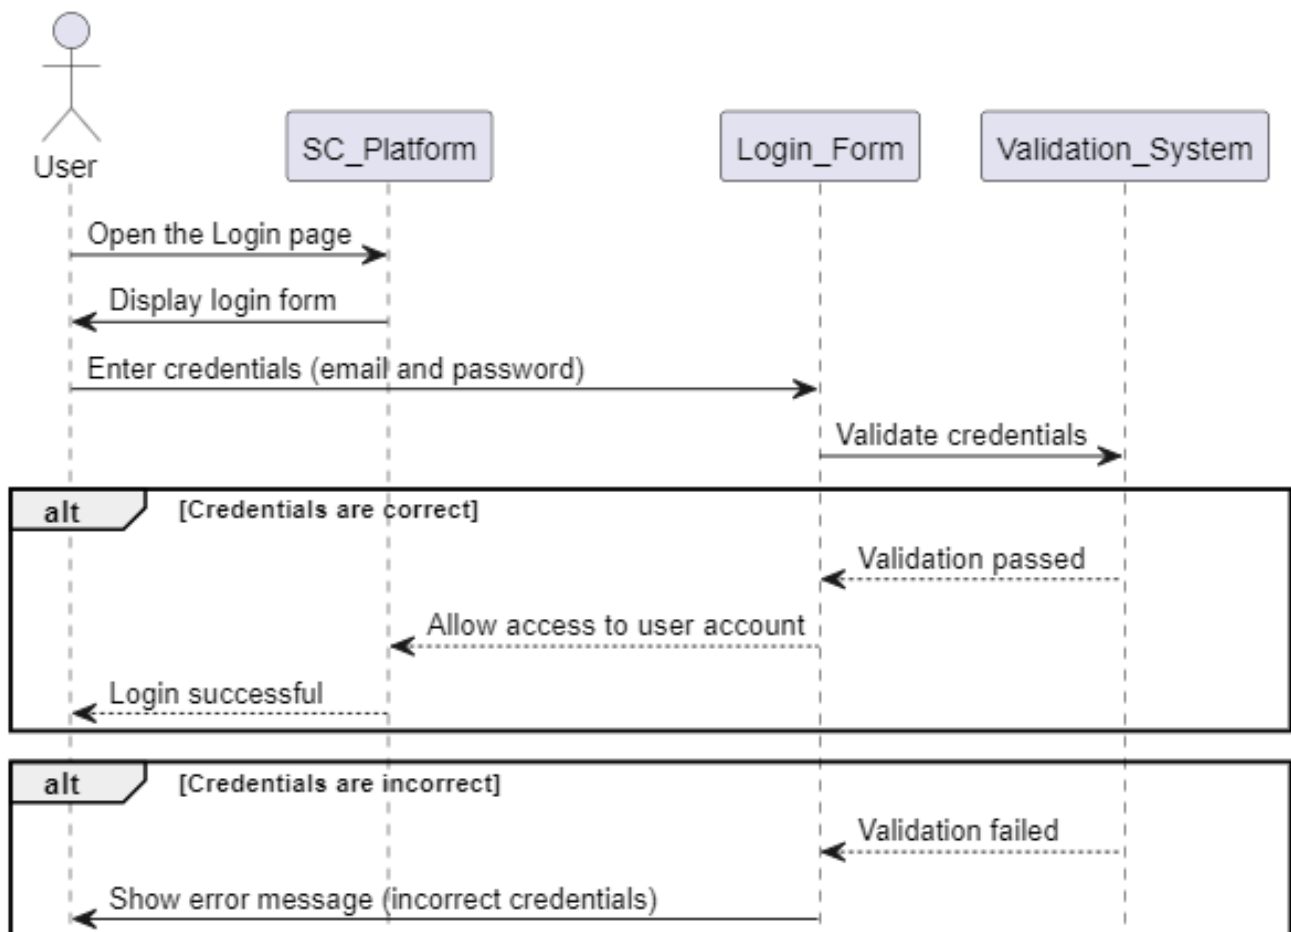 User
SC_Platform
Login_Form
Validation_System
Open the Login page
Display login form
Enter credentials (email and password)
Validate credentials
alt
[Credentials are correct]
Validation passed
Allow access to user account
Login successful
alt
[Credentials are incorrect]
Validation failed
Show error message (incorrect credentials)